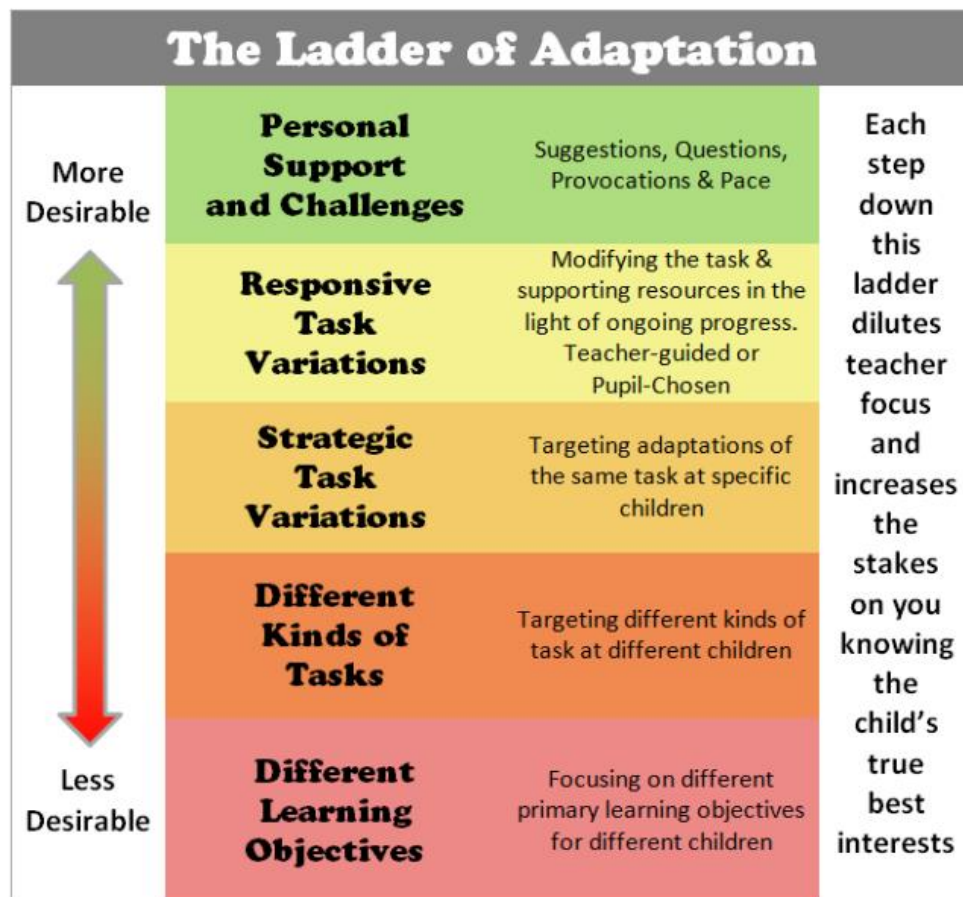 The Ladder of Adaptation
More
Desirable
Less
Desirable
Personal
Support
and Challenges
Suggestions, Questions,
Provocations & Pace
Responsive
Task
Variations
Modifying the task &
supporting resources in the
light of ongoing progress.
Teacher-guided or
Pupil-Chosen
Strategic
Task
Variations
Targeting adaptations of
the same task at specific
children
Different
Kinds of
Tasks
Targeting different kinds of
task at different children
Different
Learning
Objectives
Focusing on different
primary learning objectives
for different children
Each
step
down
this
ladder
dilutes
teacher
focus
and
increases
the
stakes
on you
knowing
the
child's
true
best
interests